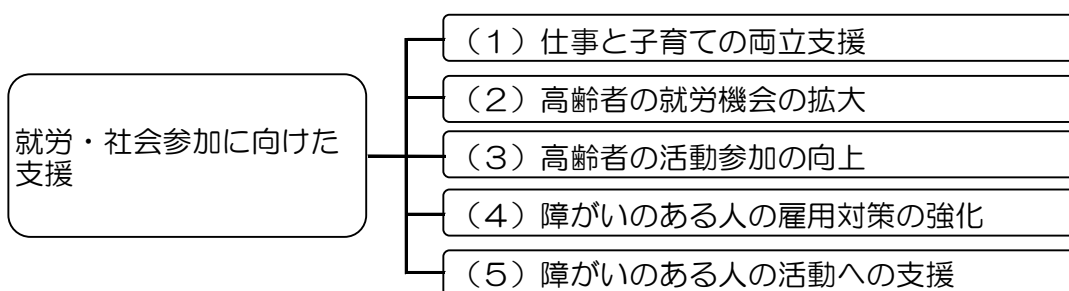 就労・社会参加に向けた
支援
（１）仕事と子育ての両立支援
（２）高齢者の就労機会の拡大
（３）高齢者の活動参加の向上
（４）障がいのある人の雇用対策の強化
（５）障がいのある人の活動への支援